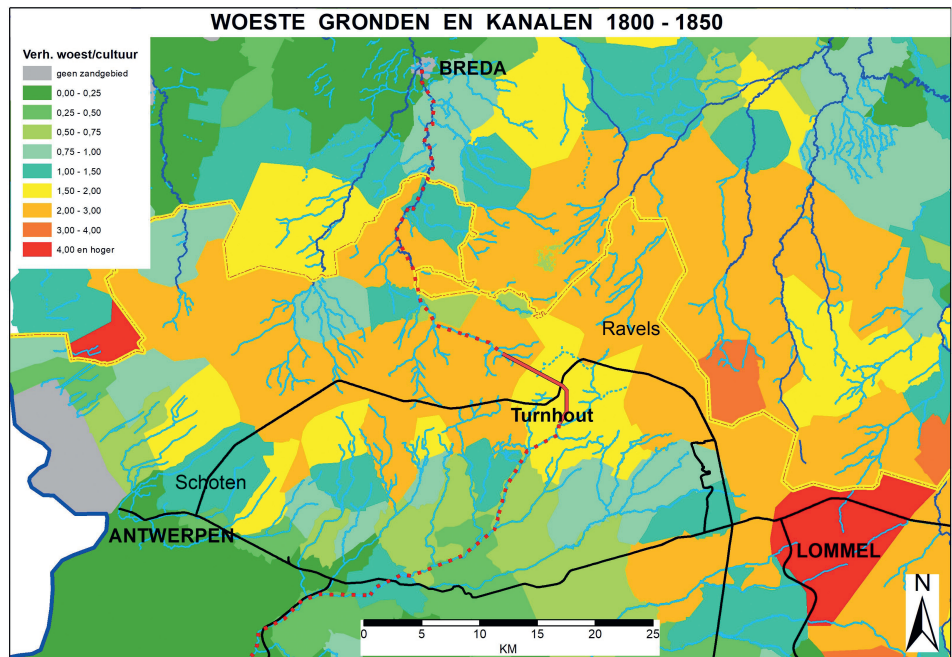 WOESTE GRONDEN EN KANALEN 1800 - 1850
Verh. woest/cultuur
geen zandgebied
0,00 - 0,25
0,25 - 0,50
0,50 - 0,75
0,75 - 1,00
1,00 - 1,50
1,50 - 2,00
2,00 - 3,00
3,00 - 4,00
4,00 en hoger
BREDA
Ravels
Turnhout
Schoten
ANTWERPEN
LOMMEL
N
0 5 10 15 20 25
KM